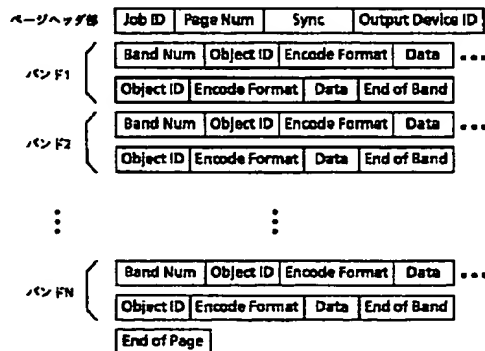 ページヘッダ部 Job ID Page Num Sync Output Device ID
バンド1 Band Num Object ID Encode Format Data •••
Object ID Encode Format Data End of Band
バンド2 Band Num Object ID Encode Format Data •••
Object ID Encode Format Data End of Band
バンドN Band Num Object ID Encode Format Data •••
Object ID Encode Format Data End of Band
End of Page